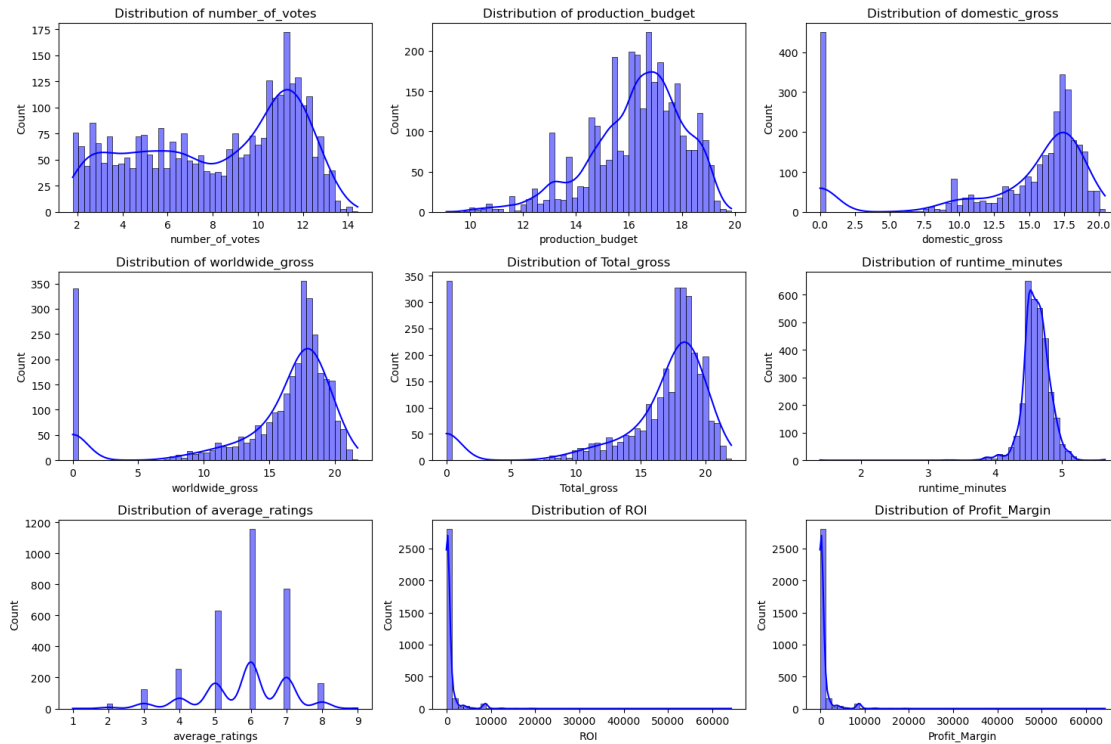 Distribution of number_of_votes
175
150
125
100
75
50
25
0
Count
2 4 6 8 10 12 14
number_of_votes
Distribution of production_budget
200
150
100
50
0
Count
10 12 14 16 18 20
production_budget
Distribution of domestic_gross
400
300
200
100
0
Count
0.0 2.5 5.0 7.5 10.0 12.5 15.0 17.5 20.0
domestic_gross
Distribution of worldwide_gross
350
300
250
200
150
100
50
0
Count
0 5 10 15 20
worldwide_gross
Distribution of Total_gross
350
300
250
200
150
100
50
0
Count
0 5 10 15 20
Total_gross
Distribution of runtime_minutes
600
500
400
300
200
100
0
Count
2 3 4 5
runtime_minutes
Distribution of average_ratings
1200
1000
800
600
400
200
0
Count
1 2 3 4 5 6 7 8 9
average_ratings
Distribution of ROI
2500
2000
1500
1000
500
0
Count
0 10000 20000 30000 40000 50000 60000
ROI
Distribution of Profit_Margin
2500
2000
1500
1000
500
0
Count
0 10000 20000 30000 40000 50000 60000
Profit_Margin